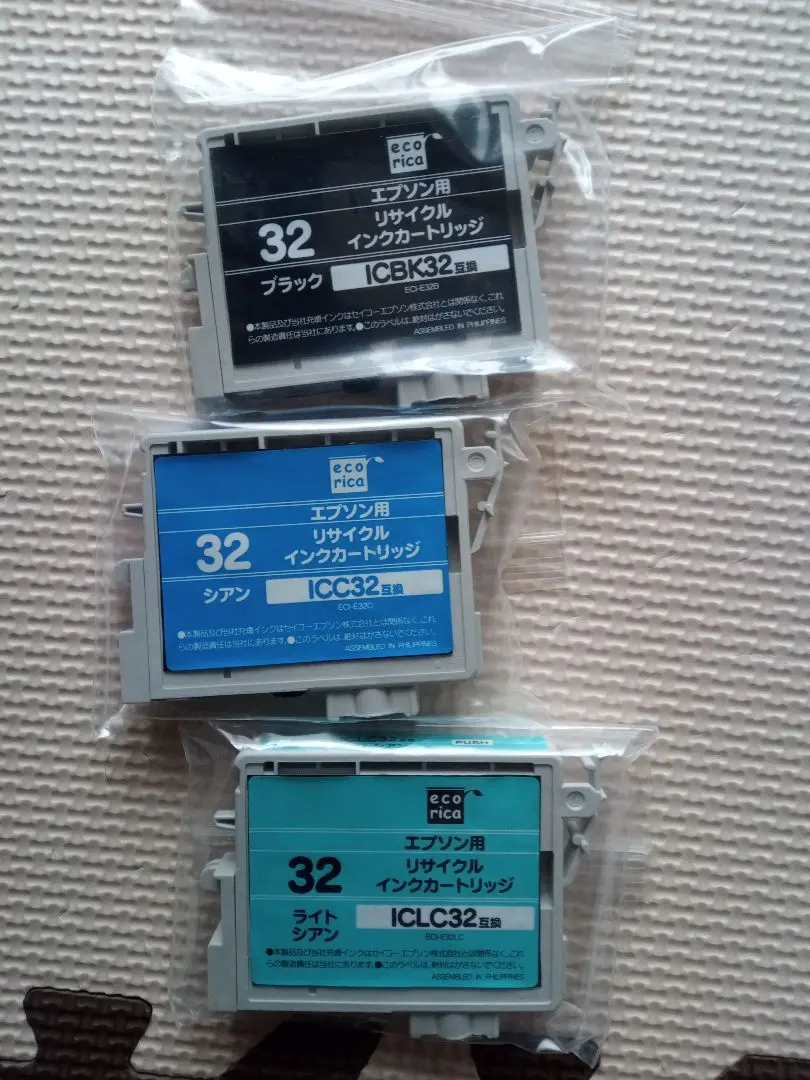 eco
rica
エプソン用
32
リサイクル
インクカートリッジ
ブラック
ICBK32互換
ECI-E32B
●本製品及び当社充填インクはセイコーエプソン株式会社とは関係なく、これ
らの製造責任は当社にあります。●このラベルは、絶対はがさないでください。
ASSEMBLED IN PHILIPPINES
eco
rica
エプソン用
32
リサイクル
インクカートリッジ
シアン
ICC32互換
ECI-E32C
●本製品及び当社充填インクはセイコーエプソン株式会社とは関係なく、これ
らの製造責任は当社にあります。●このラベルは、絶対はがさないでください。
ASSEMBLED IN PHILIPPINES
PUSH
eco
rica
エプソン用
32
リサイクル
インクカートリッジ
ライト
シアン
ICLC32互換
ECI-E32LC
●本製品及び当社充填インクはセイコーエプソン株式会社とは関係なく、これ
らの製造責任は当社にあります。●このラベルは、絶対はがさないでください。
ASSEMBLED IN PHILIPPINES